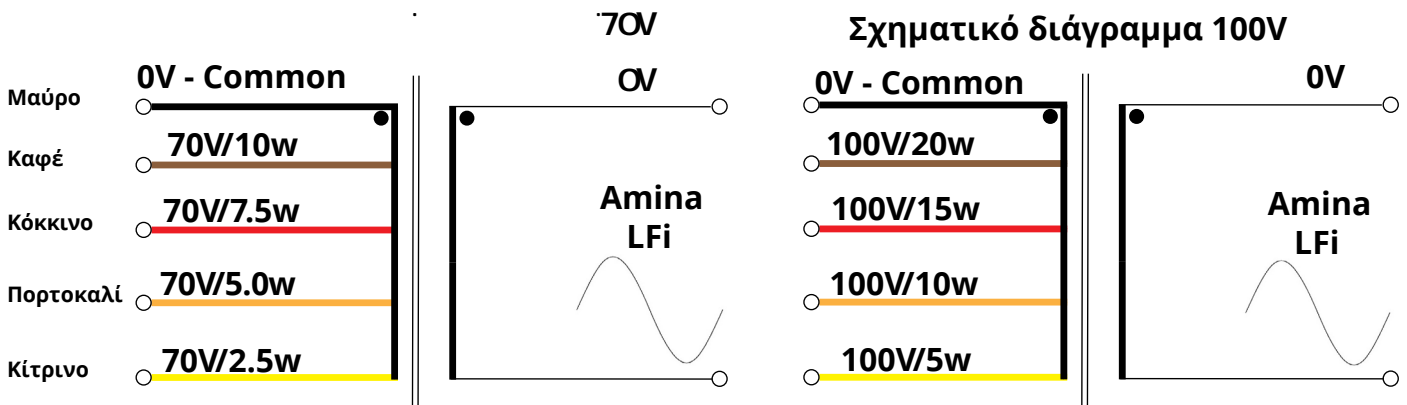 70V
0V
Μαύρο
0V - Common
Καφέ
70V/10w
Κόκκινο
70V/7.5w
Πορτοκαλί
70V/5.0w
Κίτρινο
70V/2.5w
Amina
LFi
Σχηματικό διάγραμμα 100V
0V - Common
0V
100V/20w
100V/15w
100V/10w
100V/5w
Amina
LFi